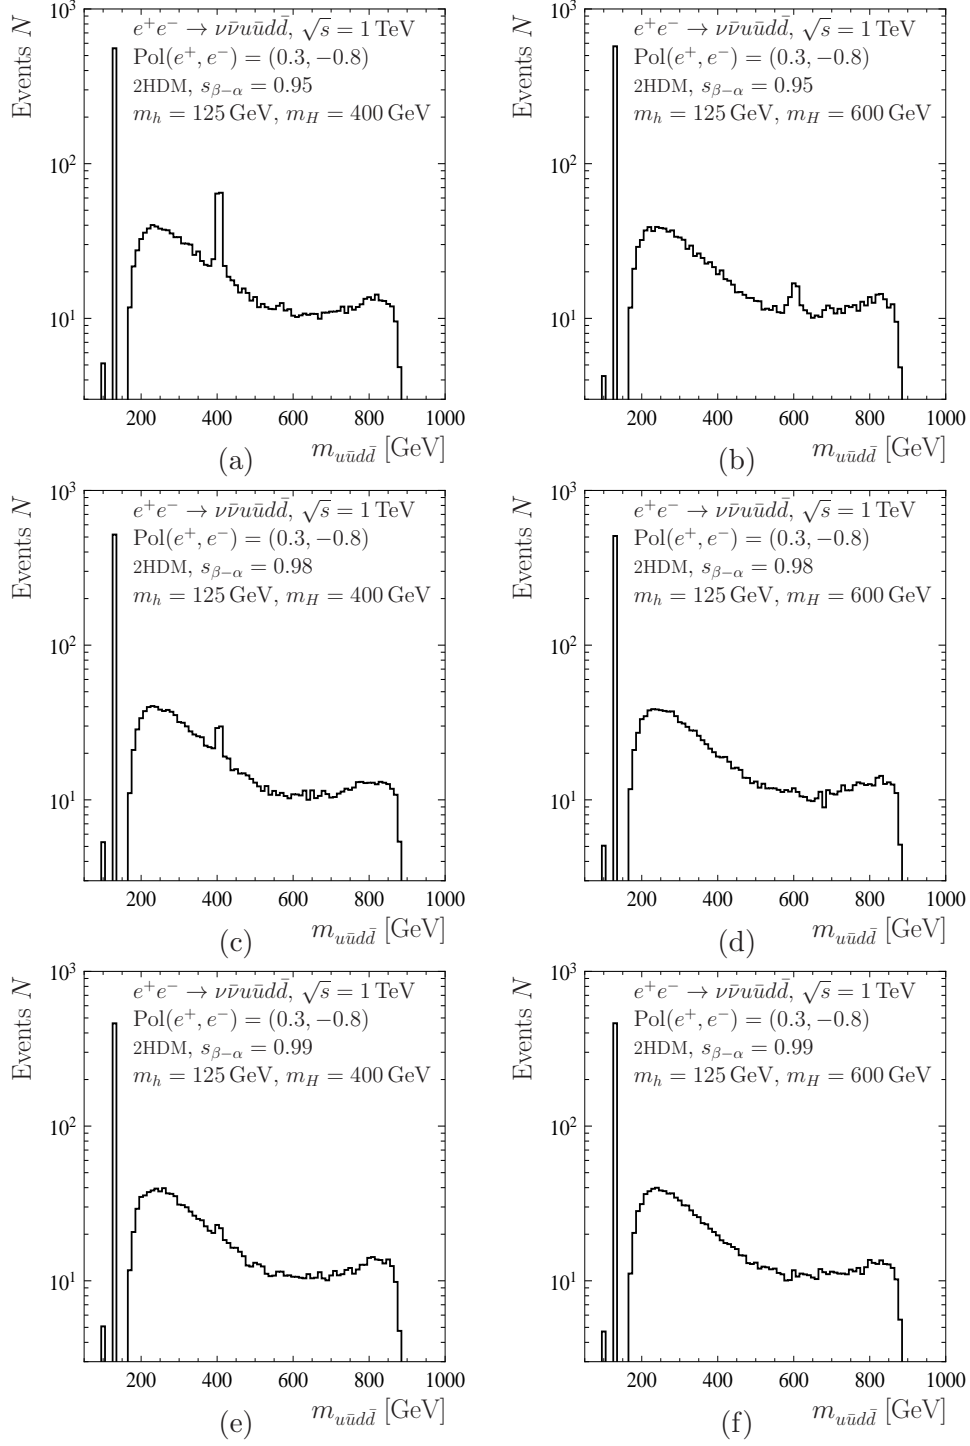 Events N
10³
10²
10¹
e⁺e⁻ → νν̄uūdd̄, √s = 1 TeV
Pol(e⁺, e⁻) = (0.3, −0.8)
2HDM, s_{β−α} = 0.95
m_h = 125 GeV, m_H = 400 GeV
200 400 600 800 1000
m_{uūdd̄} [GeV]
(a)
Events N
10³
10²
10¹
e⁺e⁻ → νν̄uūdd̄, √s = 1 TeV
Pol(e⁺, e⁻) = (0.3, −0.8)
2HDM, s_{β−α} = 0.95
m_h = 125 GeV, m_H = 600 GeV
200 400 600 800 1000
m_{uūdd̄} [GeV]
(b)
Events N
10³
10²
10¹
e⁺e⁻ → νν̄uūdd̄, √s = 1 TeV
Pol(e⁺, e⁻) = (0.3, −0.8)
2HDM, s_{β−α} = 0.98
m_h = 125 GeV, m_H = 400 GeV
200 400 600 800 1000
m_{uūdd̄} [GeV]
(c)
Events N
10³
10²
10¹
e⁺e⁻ → νν̄uūdd̄, √s = 1 TeV
Pol(e⁺, e⁻) = (0.3, −0.8)
2HDM, s_{β−α} = 0.98
m_h = 125 GeV, m_H = 600 GeV
200 400 600 800 1000
m_{uūdd̄} [GeV]
(d)
Events N
10³
10²
10¹
e⁺e⁻ → νν̄uūdd̄, √s = 1 TeV
Pol(e⁺, e⁻) = (0.3, −0.8)
2HDM, s_{β−α} = 0.99
m_h = 125 GeV, m_H = 400 GeV
200 400 600 800 1000
m_{uūdd̄} [GeV]
(e)
Events N
10³
10²
10¹
e⁺e⁻ → νν̄uūdd̄, √s = 1 TeV
Pol(e⁺, e⁻) = (0.3, −0.8)
2HDM, s_{β−α} = 0.99
m_h = 125 GeV, m_H = 600 GeV
200 400 600 800 1000
m_{uūdd̄} [GeV]
(f)